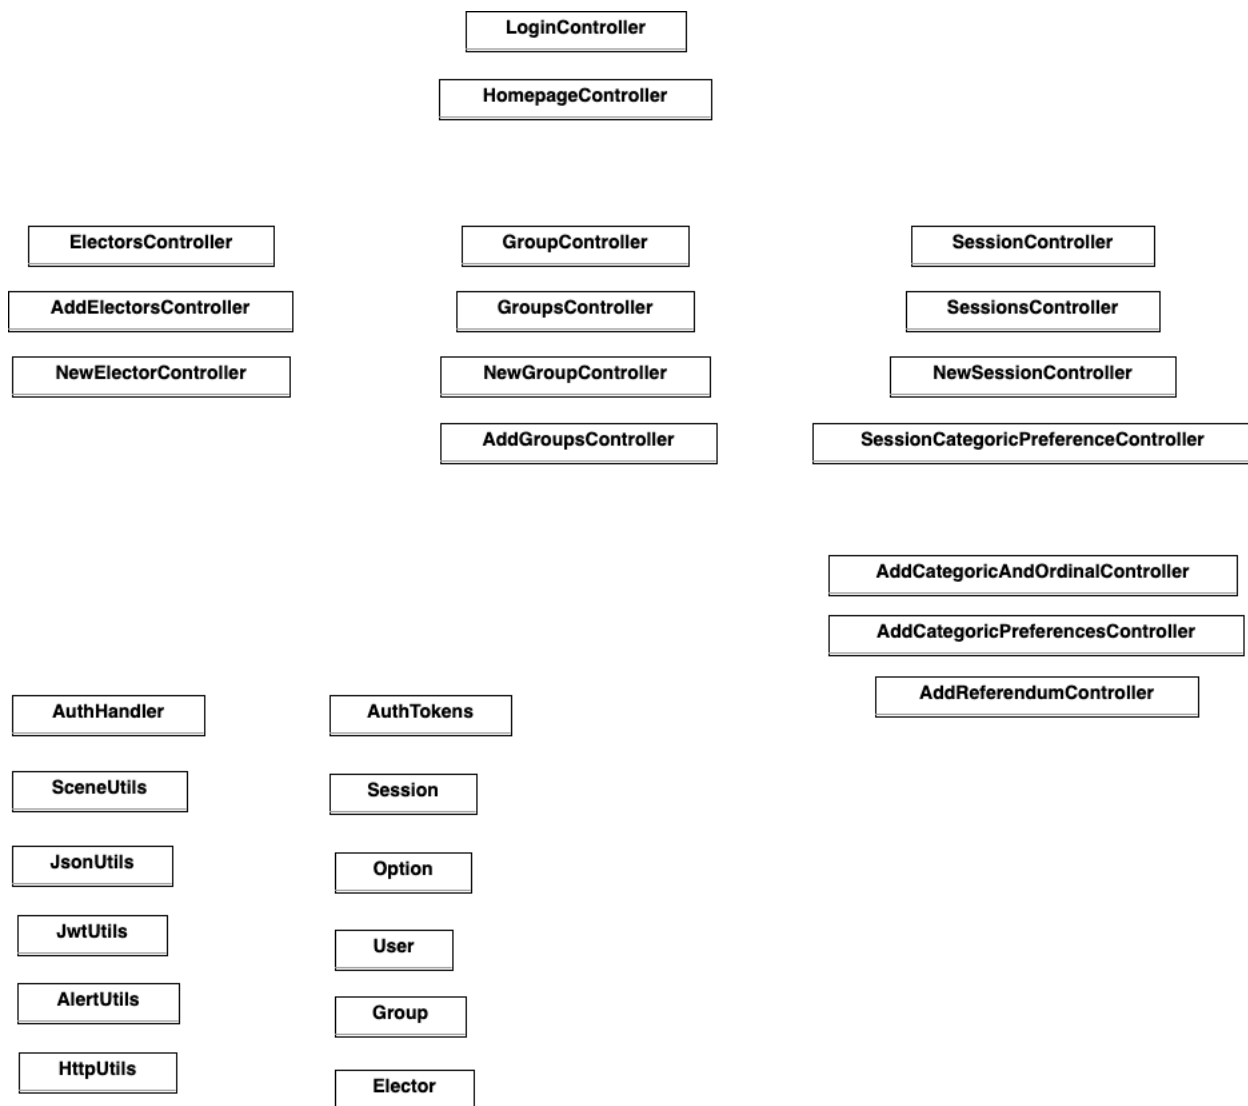 LoginController
HomepageController
ElectorsController
GroupController
SessionController
AddElectorsController
GroupsController
SessionsController
NewElectorController
NewGroupController
NewSessionController
AddGroupsController
SessionCategoricPreferenceController
AddCategoricAndOrdinalController
AddCategoricPreferencesController
AddReferendumController
AuthHandler
AuthTokens
SceneUtils
Session
JsonUtils
Option
JwtUtils
User
AlertUtils
Group
HttpUtils
Elector